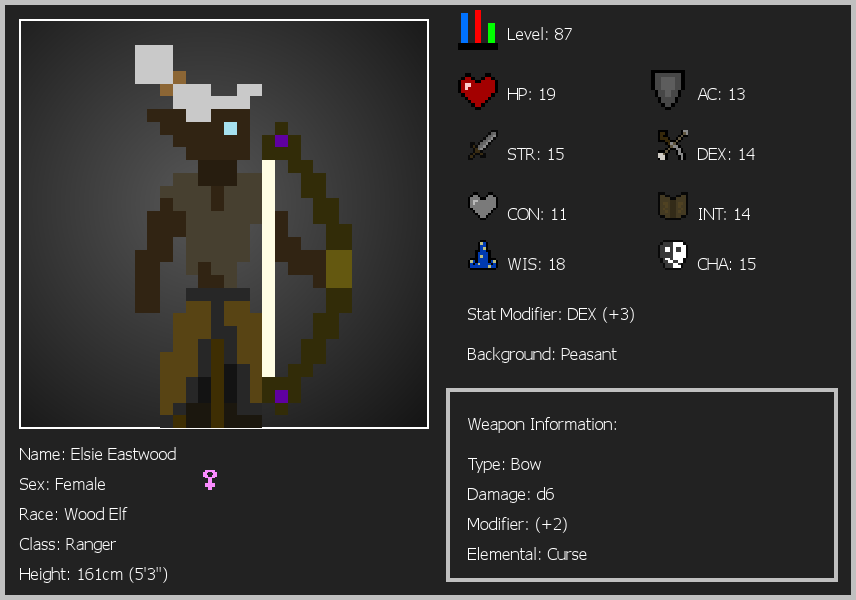 Level: 87
HP: 19
AC: 13
STR: 15
DEX: 14
CON: 11
INT: 14
WIS: 18
CHA: 15
Stat Modifier: DEX (+3)
Background: Peasant
Weapon Information:
Type: Bow
Damage: d6
Modifier: (+2)
Elemental: Curse
Name: Elsie Eastwood
Sex: Female
Race: Wood Elf
Class: Ranger
Height: 161cm (5'3")